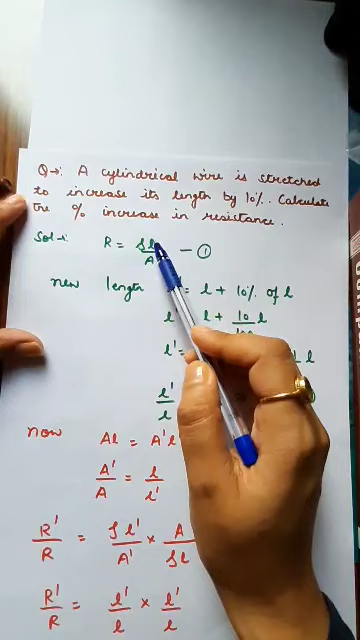 Q→: A cylindrical wire is stretched
to increase its length by 10%. Calculate
the % increase in resistance.
Sol→: R = ρl/A — ①
new length = l + 10% of l
l' l + 10/100 l
l' = l
l'/l
now Al = A'l'
A'/A = l/l'
R'/R = ρl'/A' × A/ρl
R'/R = l'/l × l'/l